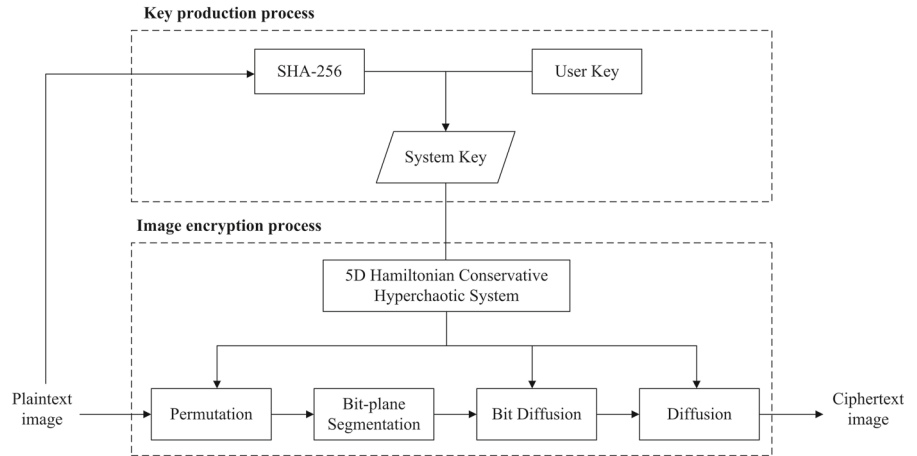 Key production process
SHA-256
User Key
System Key
Image encryption process
5D Hamiltonian Conservative
Hyperchaotic System
Plaintext
image
Permutation
Bit-plane
Segmentation
Bit Diffusion
Diffusion
Ciphertext
image